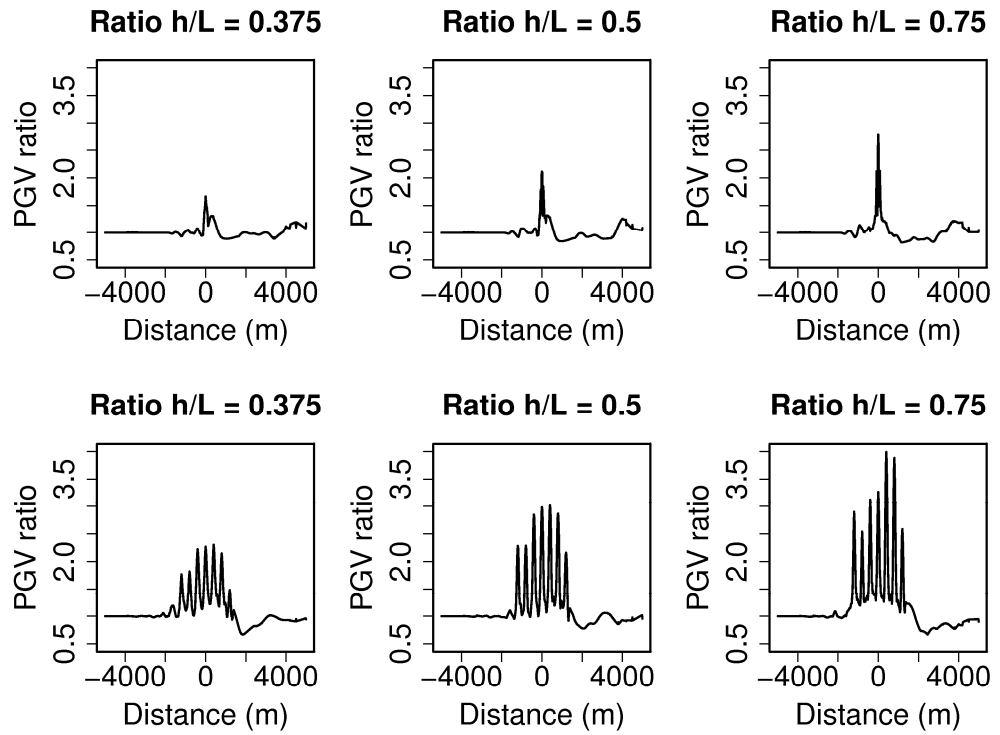 Ratio h/L = 0.375
Ratio h/L = 0.5
Ratio h/L = 0.75
PGV ratio
0.5
2.0
3.5
−4000
0
4000
Distance (m)
PGV ratio
0.5
2.0
3.5
−4000
0
4000
Distance (m)
PGV ratio
0.5
2.0
3.5
−4000
0
4000
Distance (m)
Ratio h/L = 0.375
Ratio h/L = 0.5
Ratio h/L = 0.75
PGV ratio
0.5
2.0
3.5
−4000
0
4000
Distance (m)
PGV ratio
0.5
2.0
3.5
−4000
0
4000
Distance (m)
PGV ratio
0.5
2.0
3.5
−4000
0
4000
Distance (m)